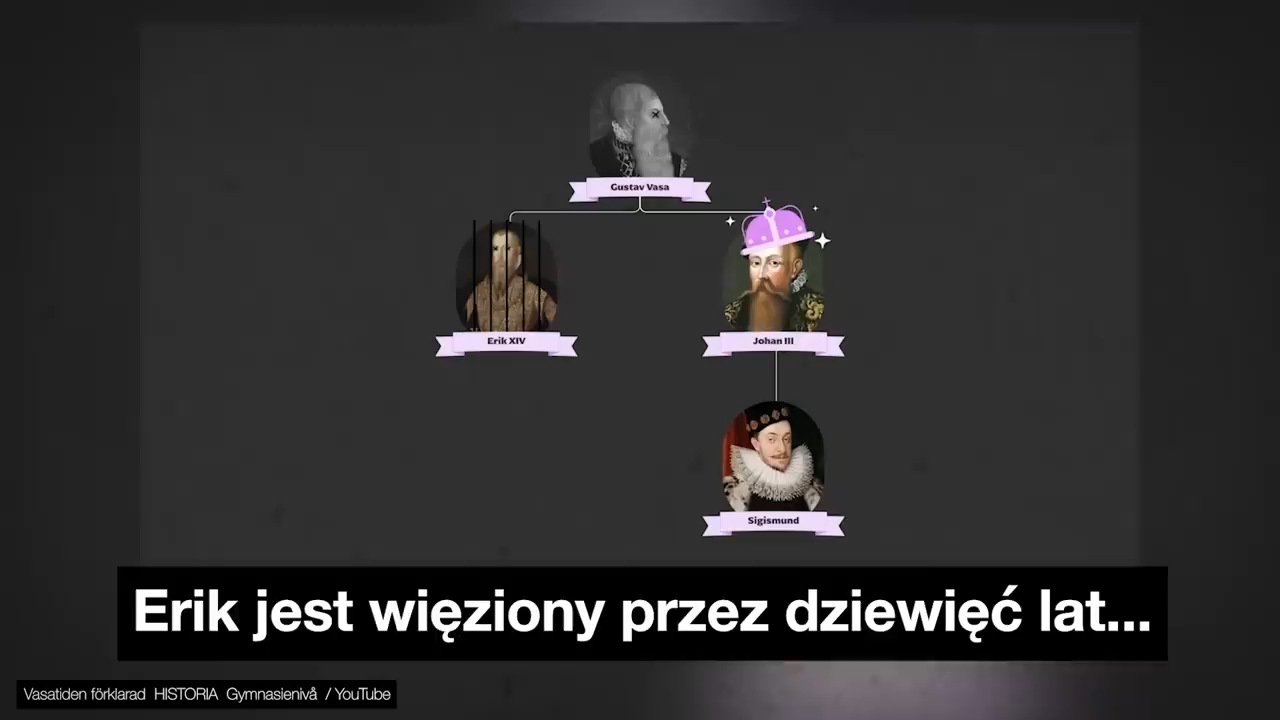 Gustav Vasa
Erik XIV
Johan III
Sigismund
Erik jest więziony przez dziewięć lat...
Vasatiden förklarad HISTORIA Gymnasienivå / YouTube